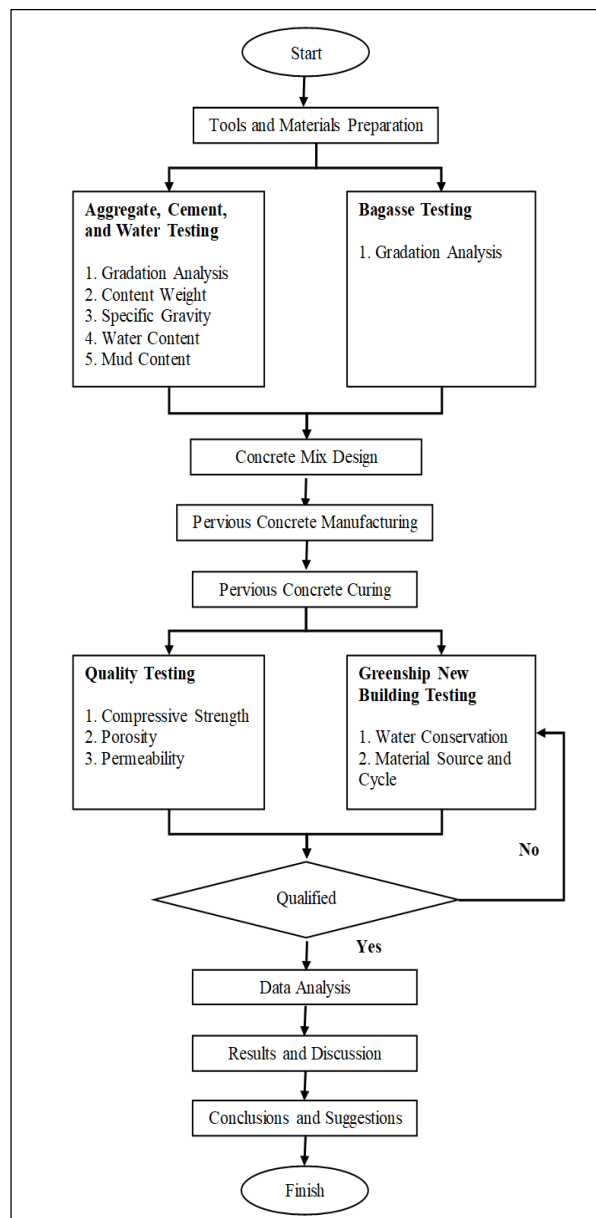 Start
Tools and Materials Preparation
Aggregate, Cement,
and Water Testing
1. Gradation Analysis
2. Content Weight
3. Specific Gravity
4. Water Content
5. Mud Content
Bagasse Testing
1. Gradation Analysis
Concrete Mix Design
Pervious Concrete Manufacturing
Pervious Concrete Curing
Quality Testing
1. Compressive Strength
2. Porosity
3. Permeability
Greenship New
Building Testing
1. Water Conservation
2. Material Source and
Cycle
No
Qualified
Yes
Data Analysis
Results and Discussion
Conclusions and Suggestions
Finish